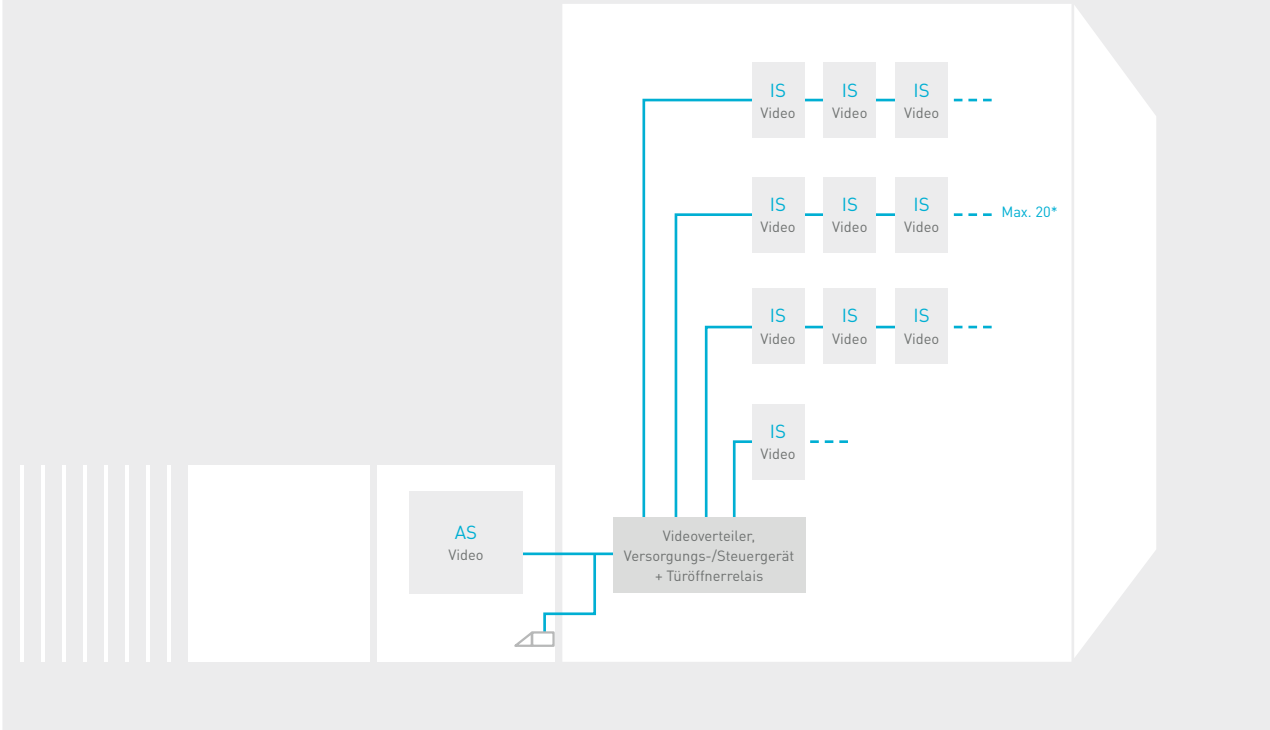 IS IS IS
Video Video Video
IS IS IS
Video Video Video
Max. 20*
IS IS IS
Video Video Video
IS
Video
AS
Video
Videoverteiler,
Versorgungs-/Steuergerät
+ Türöffnerrelais